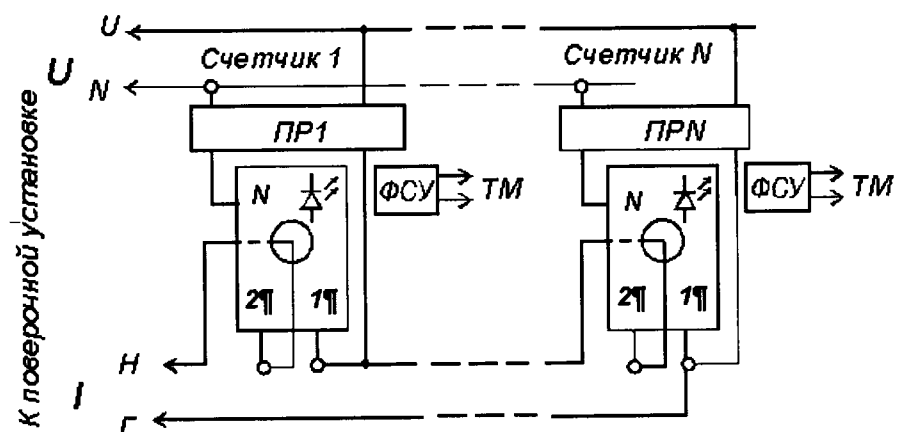 U
Счетчик 1
Счетчик N
U
N
К поверочной установке
ПР1
ПРN
N
ФСУ
ТМ
N
ФСУ
ТМ
2¶
1¶
2¶
1¶
Н
I
Г